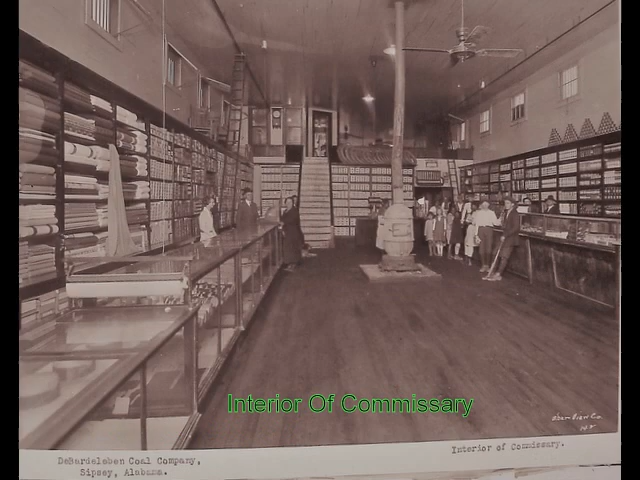 Interior Of Commissary
DeBardeleben Coal Company,
Sipsey, Alabama.
Interior of Commissary.